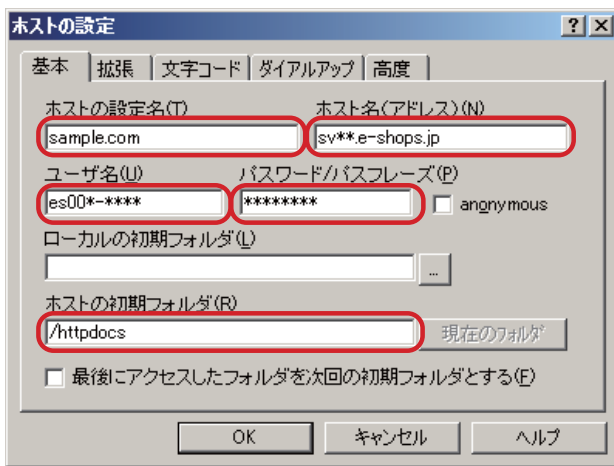 ホストの設定
基本 拡張 文字コード ダイアルアップ 高度
ホストの設定名(T) ホスト名(アドレス)(N)
sample.com sv**.e-shops.jp
ユーザ名(U) パスワード/パスフレーズ(P)
es00*-**** ******** anonymous
ローカルの初期フォルダ(L)
...
ホストの初期フォルダ(R)
/httpdocs 現在のフォルダ
最後にアクセスしたフォルダを次回の初期フォルダとする(F)
OK キャンセル ヘルプ